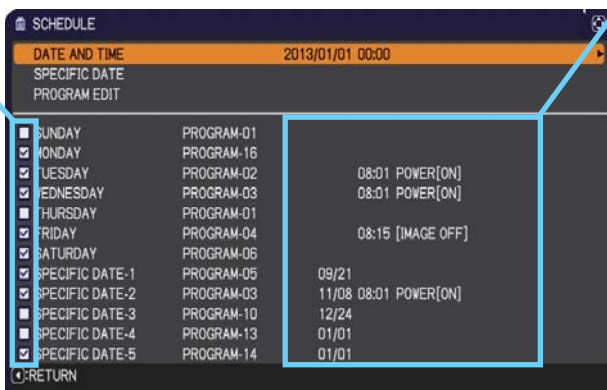 SCHEDULE
DATE AND TIME 2013/01/01 00:00
SPECIFIC DATE
PROGRAM EDIT
SUNDAY PROGRAM-01
MONDAY PROGRAM-16
TUESDAY PROGRAM-02 08:01 POWER[ON]
WEDNESDAY PROGRAM-03 08:01 POWER[ON]
THURSDAY PROGRAM-01
FRIDAY PROGRAM-04 08:15 [IMAGE OFF]
SATURDAY PROGRAM-06
SPECIFIC DATE-1 PROGRAM-05 09/21
SPECIFIC DATE-2 PROGRAM-03 11/08 08:01 POWER[ON]
SPECIFIC DATE-3 PROGRAM-10 12/24
SPECIFIC DATE-4 PROGRAM-13 01/01
SPECIFIC DATE-5 PROGRAM-14 01/01
:RETURN